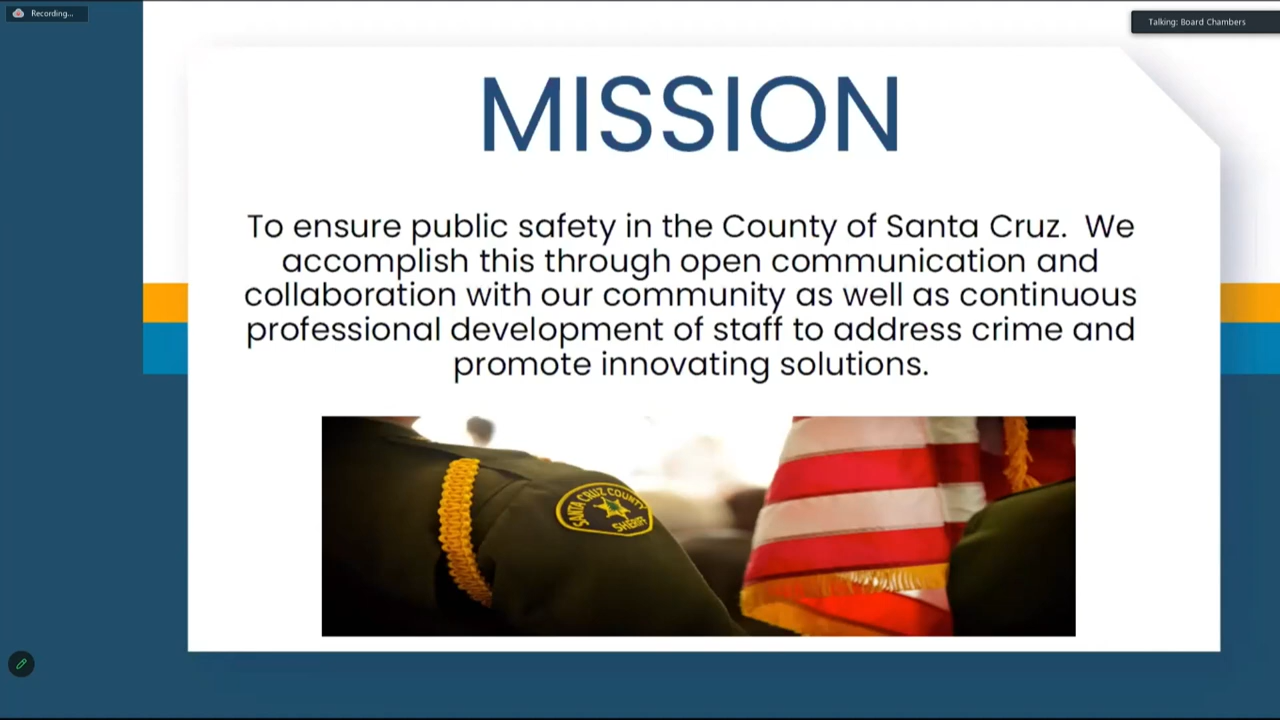 Recording...
Talking: Board Chambers
MISSION
To ensure public safety in the County of Santa Cruz.  We
accomplish this through open communication and
collaboration with our community as well as continuous
professional development of staff to address crime and
promote innovating solutions.
SANTA CRUZ COUNTY
SHERIFF